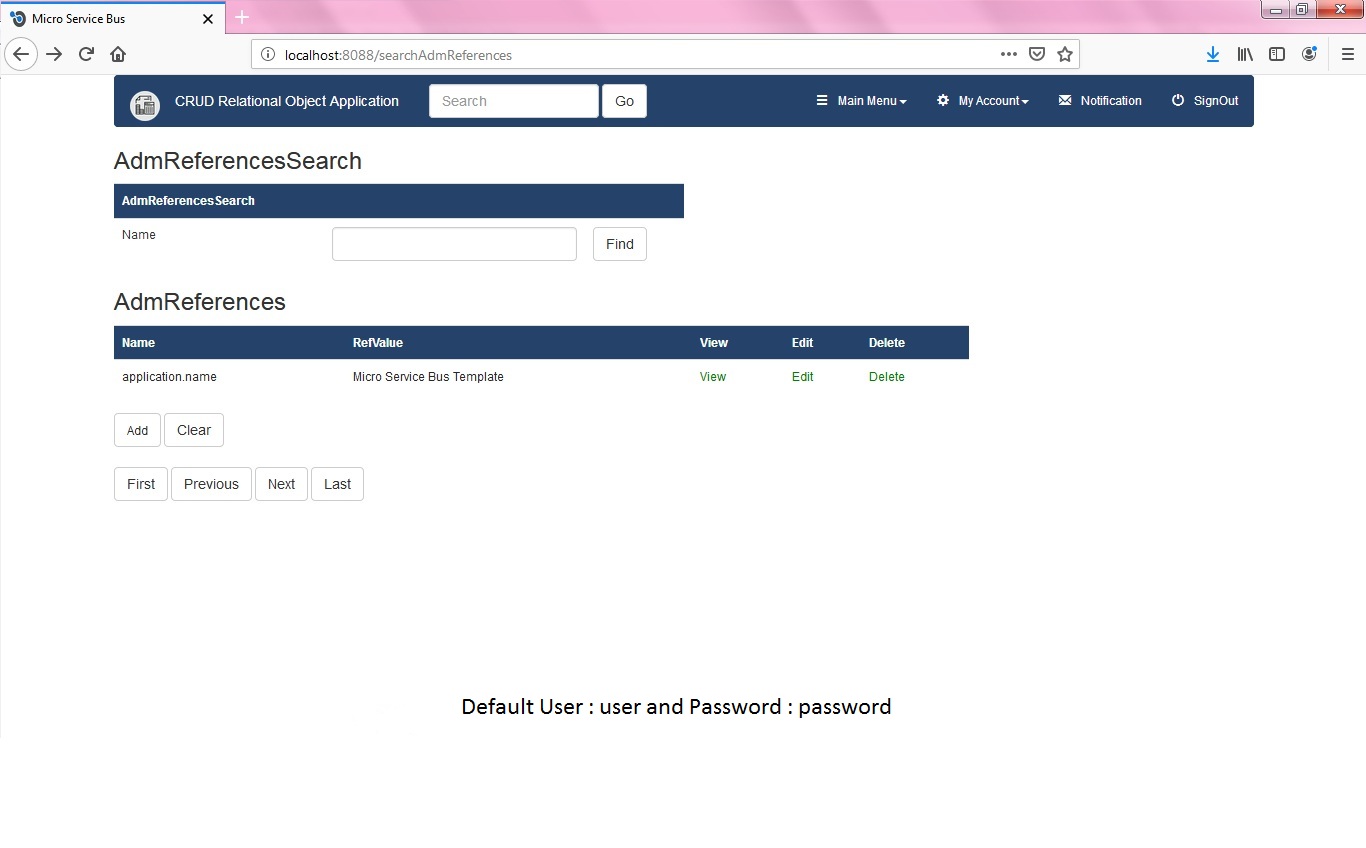 Micro Service Bus
localhost:8088/searchAdmReferences
CRUD Relational Object Application Search Go Main Menu My Account Notification SignOut
AdmReferencesSearch
AdmReferencesSearch
Name Find
AdmReferences
Name RefValue View Edit Delete
application.name Micro Service Bus Template View Edit Delete
Add Clear
First Previous Next Last
Default User : user and Password : password